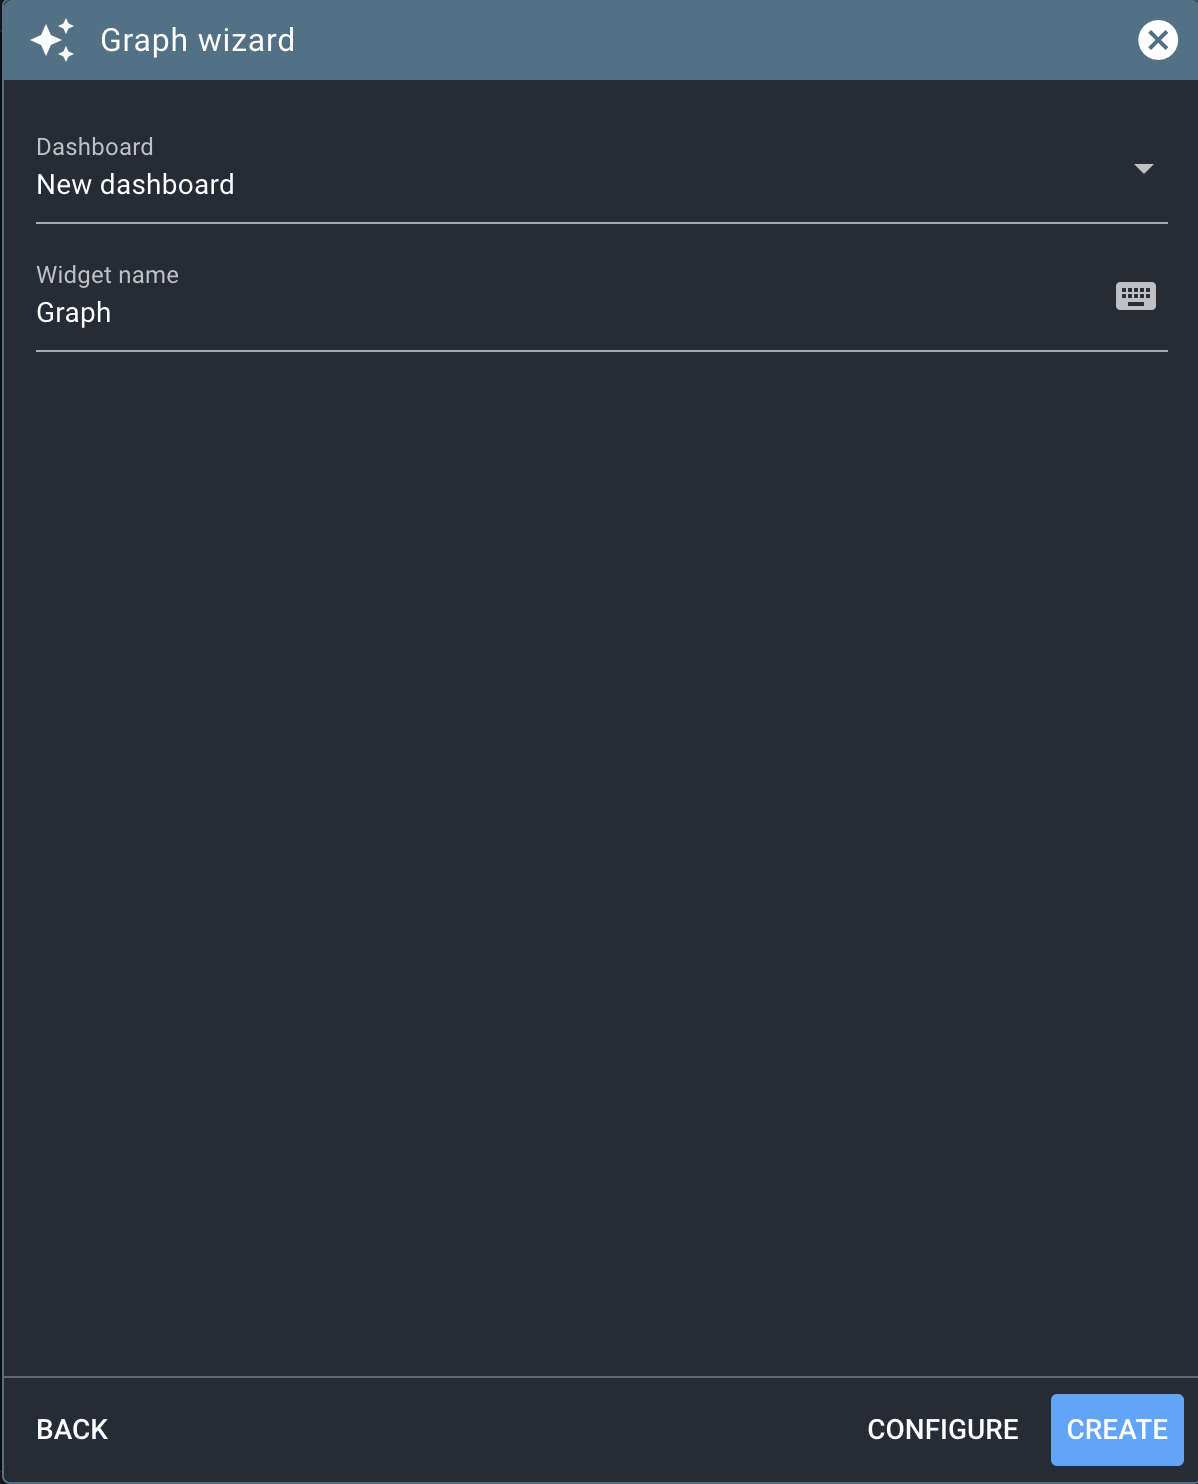 Graph wizard
Dashboard
New dashboard
Widget name
Graph
BACK
CONFIGURE
CREATE